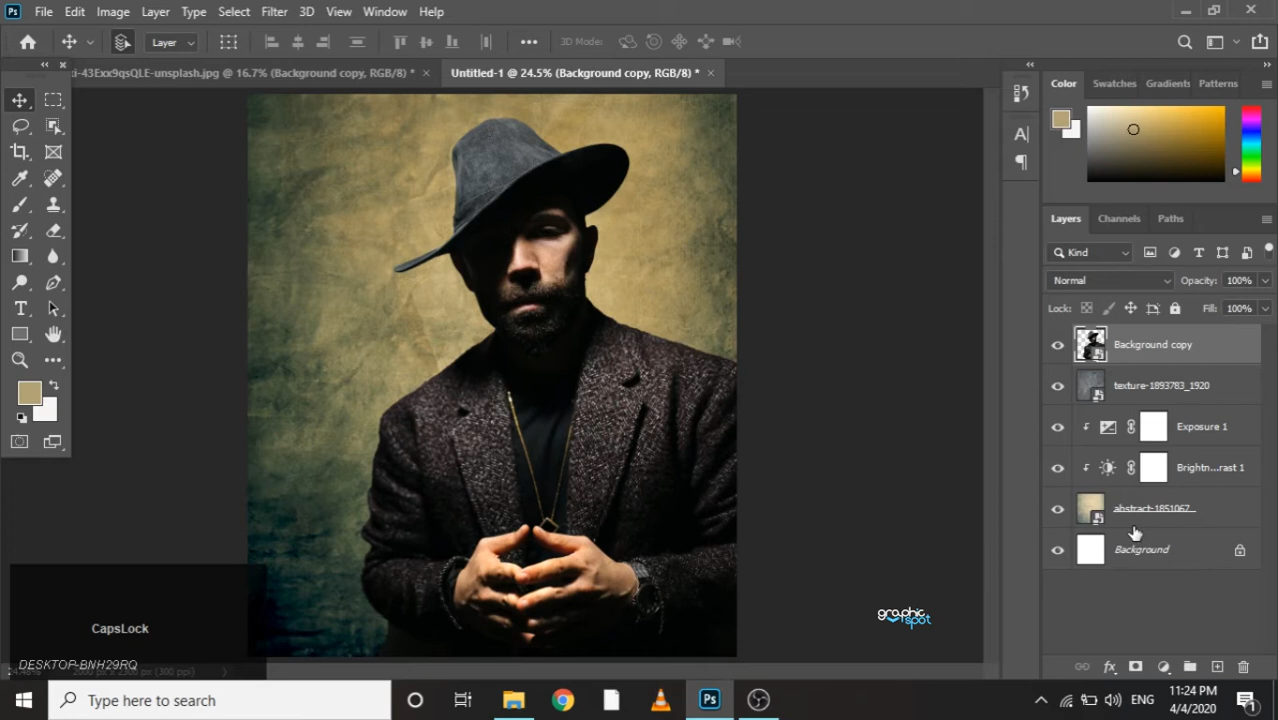 Ps File Edit Image Layer Type Select Filter 3D View Window Help
Layer 3D Mode:
ti-43Exx9qsQLE-unsplash.jpg @ 16.7% (Background copy, RGB/8) * × Untitled-1 @ 24.5% (Background copy, RGB/8) * ×
Color Swatches Gradients Patterns
Layers Channels Paths
Kind
Normal Opacity: 100%
Lock: Fill: 100%
Background copy
texture-1893783_1920
Exposure 1
Brightn...rast 1
abstract-1851067_
Background
graphic
spot
CapsLock
DESKTOP-BNH29RQ
Type here to search
ENG
11:24 PM
4/4/2020
1